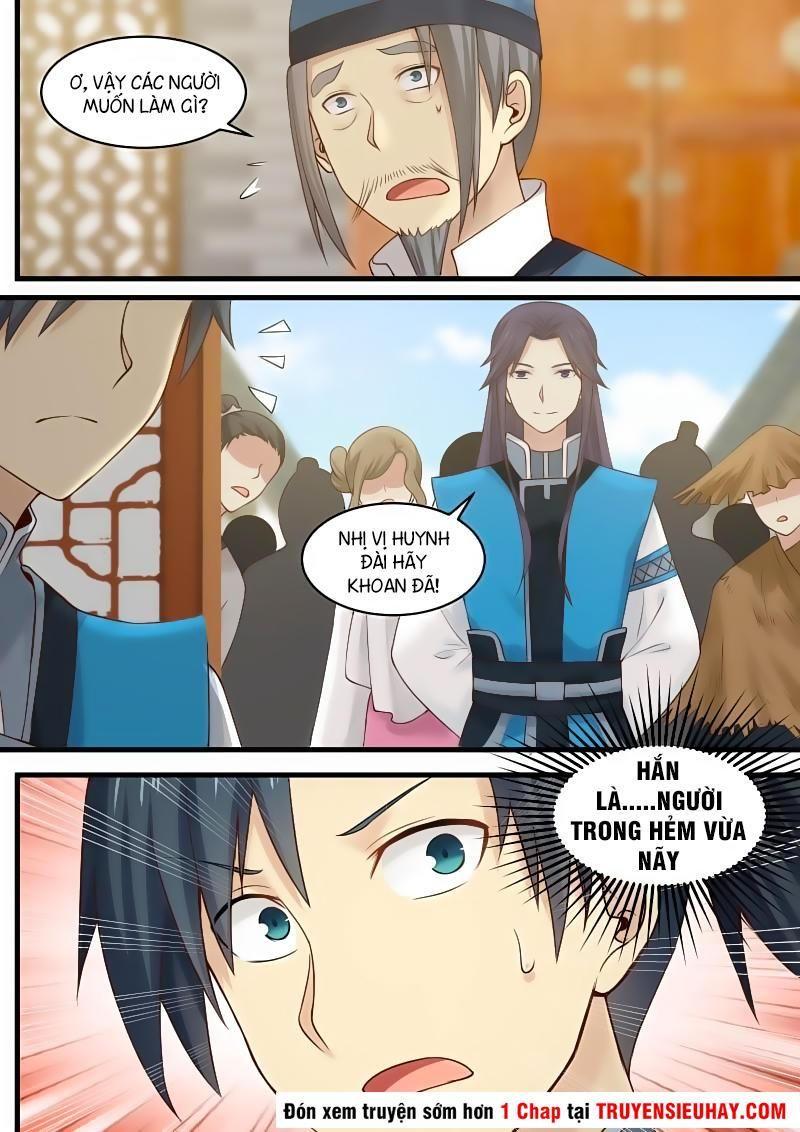 Ơ, VẬY CÁC NGƯỜI
MUỐN LÀM GÌ?
NHỊ VỊ HUYNH
ĐÀI HÃY
KHOAN ĐÃ!
HẮN
LÀ.....NGƯỜI
TRONG HẺM VỪA
NÃY
Đón xem truyện sớm hơn 1 Chap tại TRUYENSIEUHAY.com